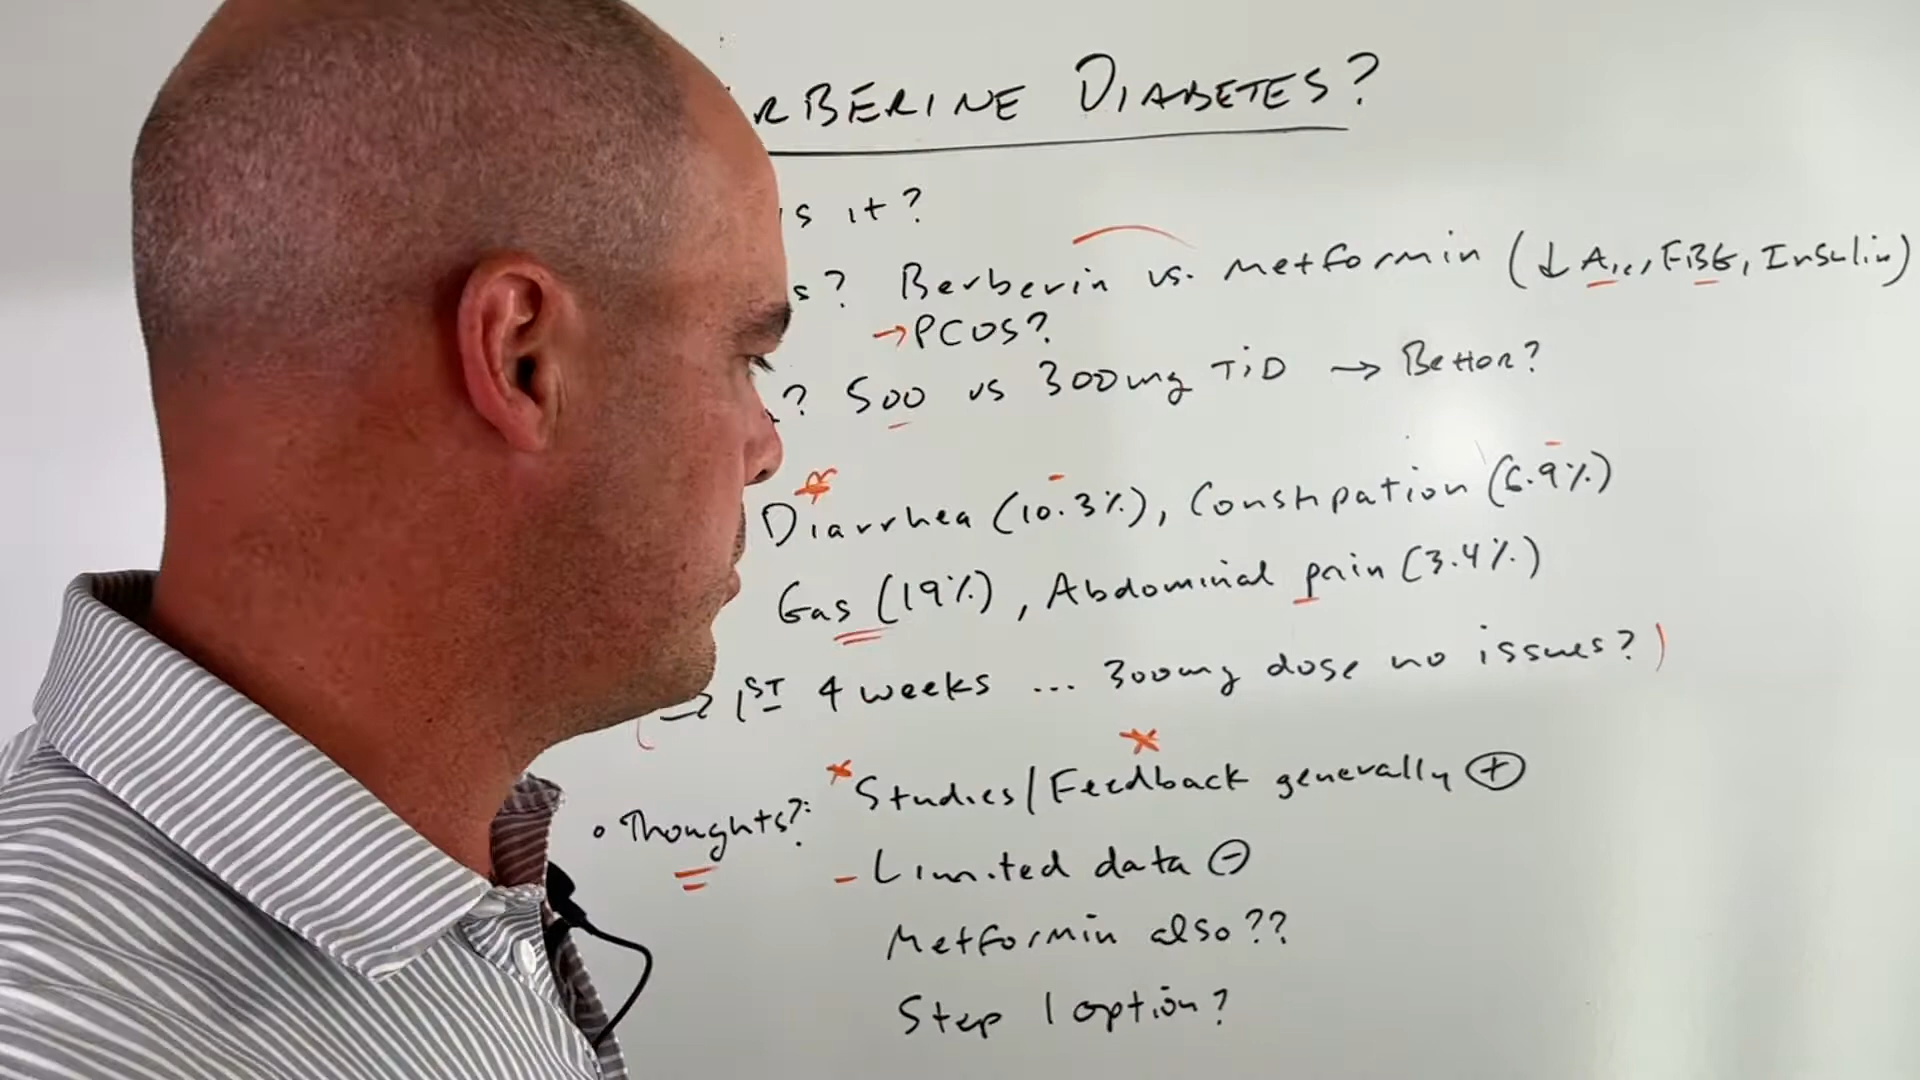 RBERINE DIABETES?
s it?
s? Berberin vs. Metformin (↓ A1c, FBG, Insulin)
→ PCOS?
? 500 vs 300mg TiD → Better?
Diarrhea (10.3%), Constipation (6.9%)
Gas (19%), Abdominal pain (3.4%)
(→ 1ST 4 weeks ... 300mg dose no issues?)
• Thoughts?: * Studies/Feedback generally ⊕
- Limited data ⊖
Metformin also??
Step 1 option?